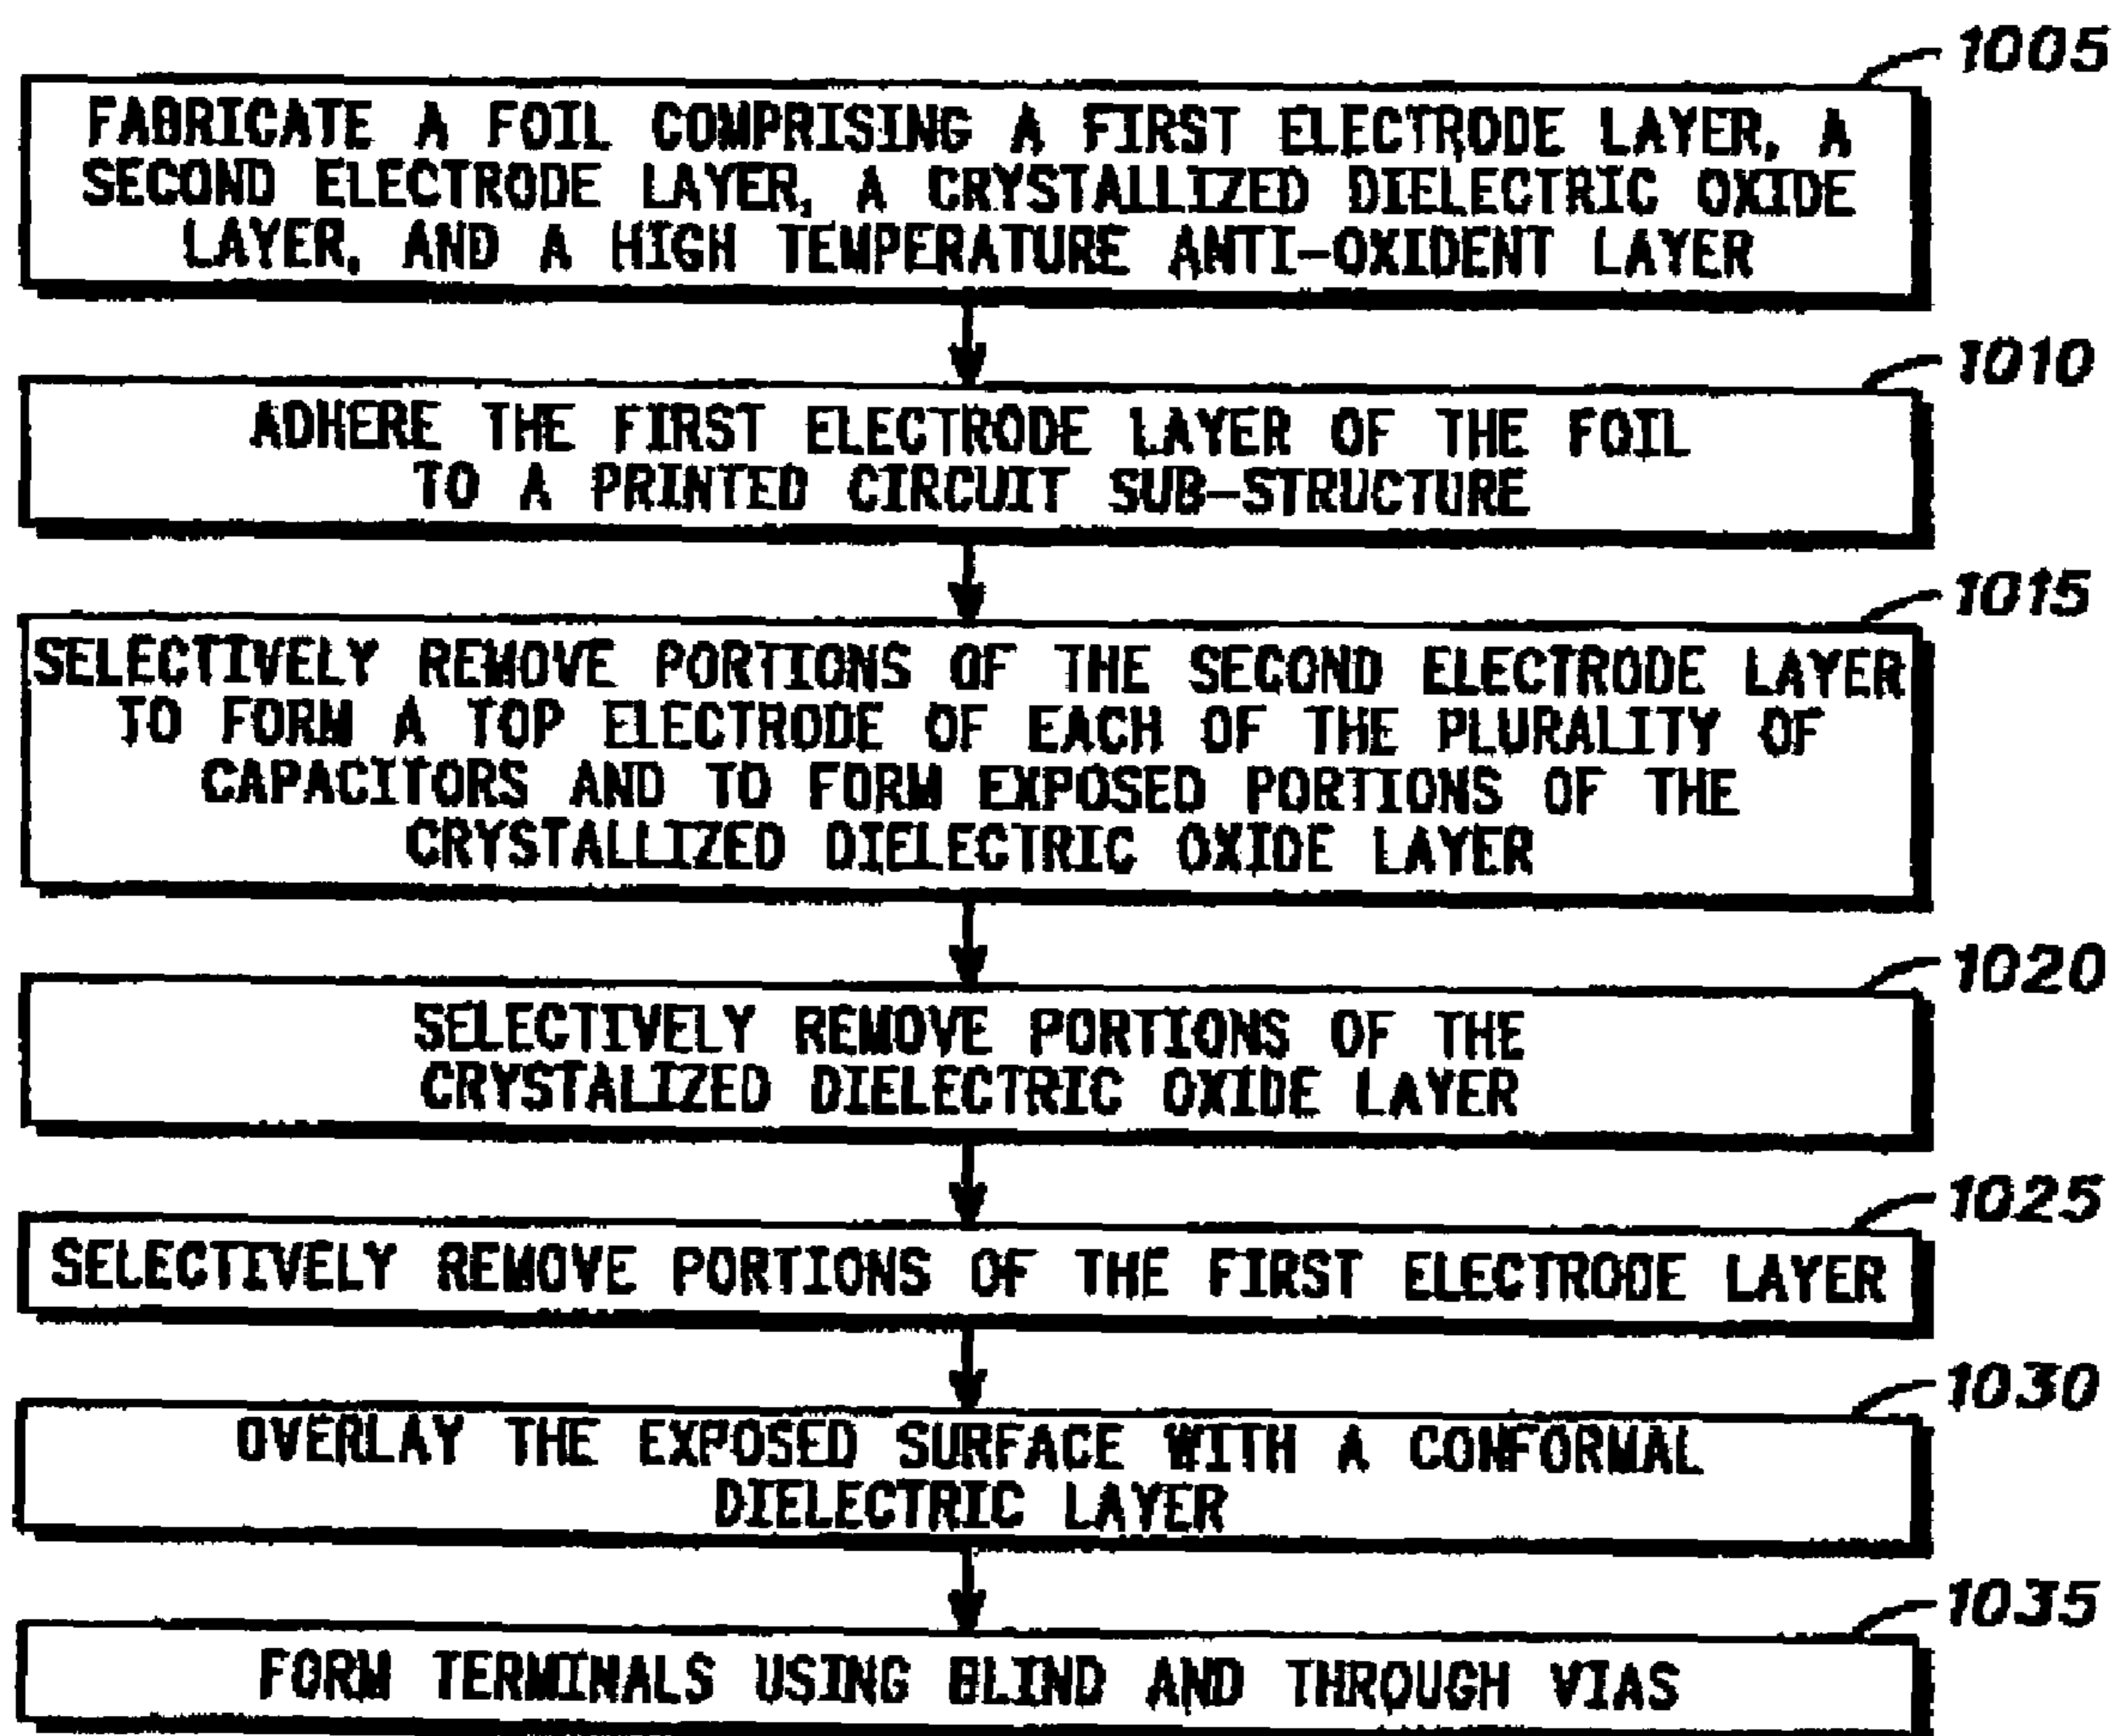 1005
FABRICATE A FOIL COMPRISING A FIRST ELECTRODE LAYER, A
SECOND ELECTRODE LAYER, A CRYSTALLIZED DIELECTRIC OXIDE
LAYER, AND A HIGH TEMPERATURE ANTI-OXIDENT LAYER
1010
ADHERE THE FIRST ELECTRODE LAYER OF THE FOIL
TO A PRINTED CIRCUIT SUB-STRUCTURE
1015
SELECTIVELY REMOVE PORTIONS OF THE SECOND ELECTRODE LAYER
TO FORM A TOP ELECTRODE OF EACH OF THE PLURALITY OF
CAPACITORS AND TO FORM EXPOSED PORTIONS OF THE
CRYSTALLIZED DIELECTRIC OXIDE LAYER
1020
SELECTIVELY REMOVE PORTIONS OF THE
CRYSTALIZED DIELECTRIC OXIDE LAYER
1025
SELECTIVELY REMOVE PORTIONS OF THE FIRST ELECTRODE LAYER
1030
OVERLAY THE EXPOSED SURFACE WITH A CONFORMAL
DIELECTRIC LAYER
1035
FORM TERMINALS USING BLIND AND THROUGH VIAS